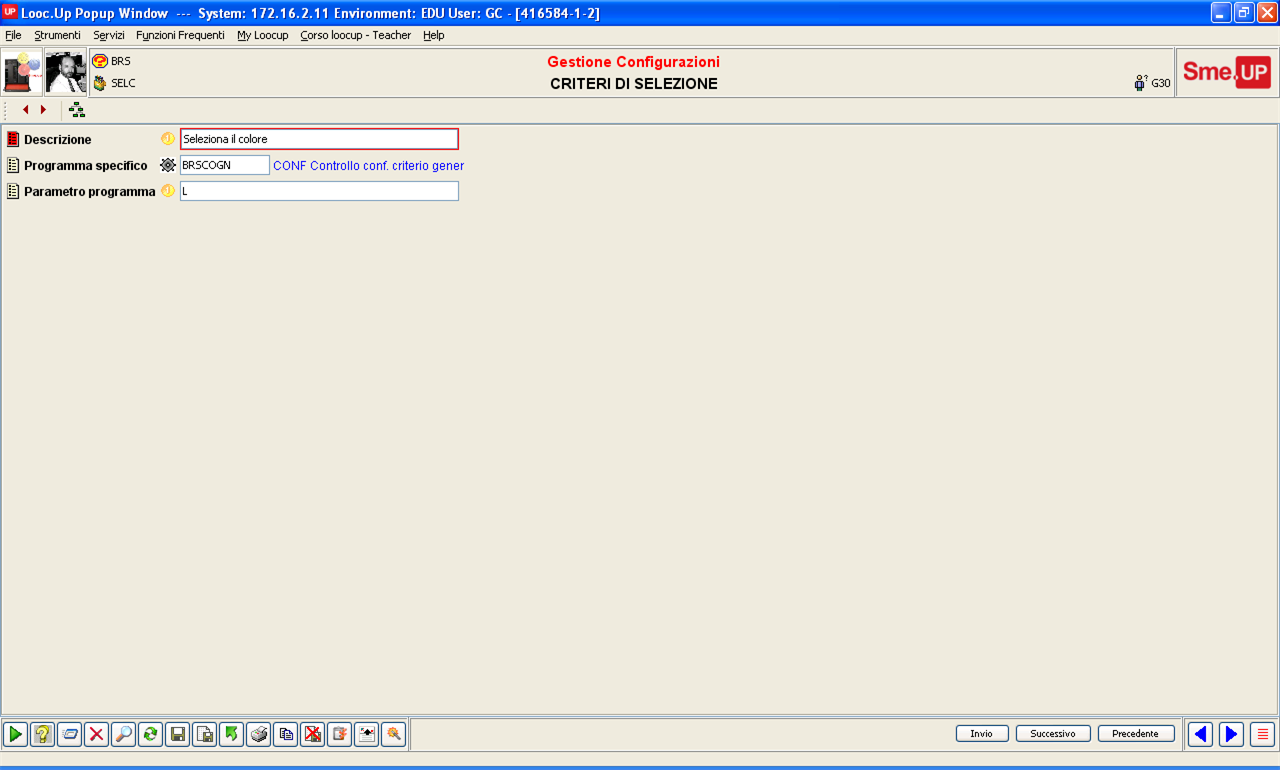 UP Looc.Up Popup Window --- System: 172.16.2.11 Environment: EDU User: GC - [416584-1-2]
File Strumenti Servizi Funzioni Frequenti My Loocup Corso loocup - Teacher Help
BRS
Gestione Configurazioni
SELC
CRITERI DI SELEZIONE
G30
Sme.UP
Descrizione Seleziona il colore
Programma specifico BRSCOGN CONF Controllo conf. criterio gener
Parametro programma L
Invio Successivo Precedente